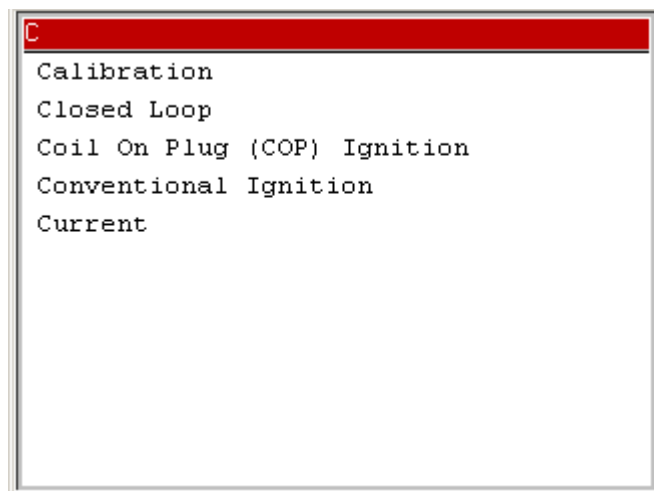 C
Calibration
Closed Loop
Coil On Plug (COP) Ignition
Conventional Ignition
Current